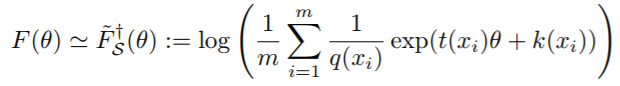 F(θ) ≃ F̃†_𝒮(θ) := log ( 1/m ∑_{i=1}^{m} 1/q(x_i) exp(t(x_i)θ + k(x_i)) )